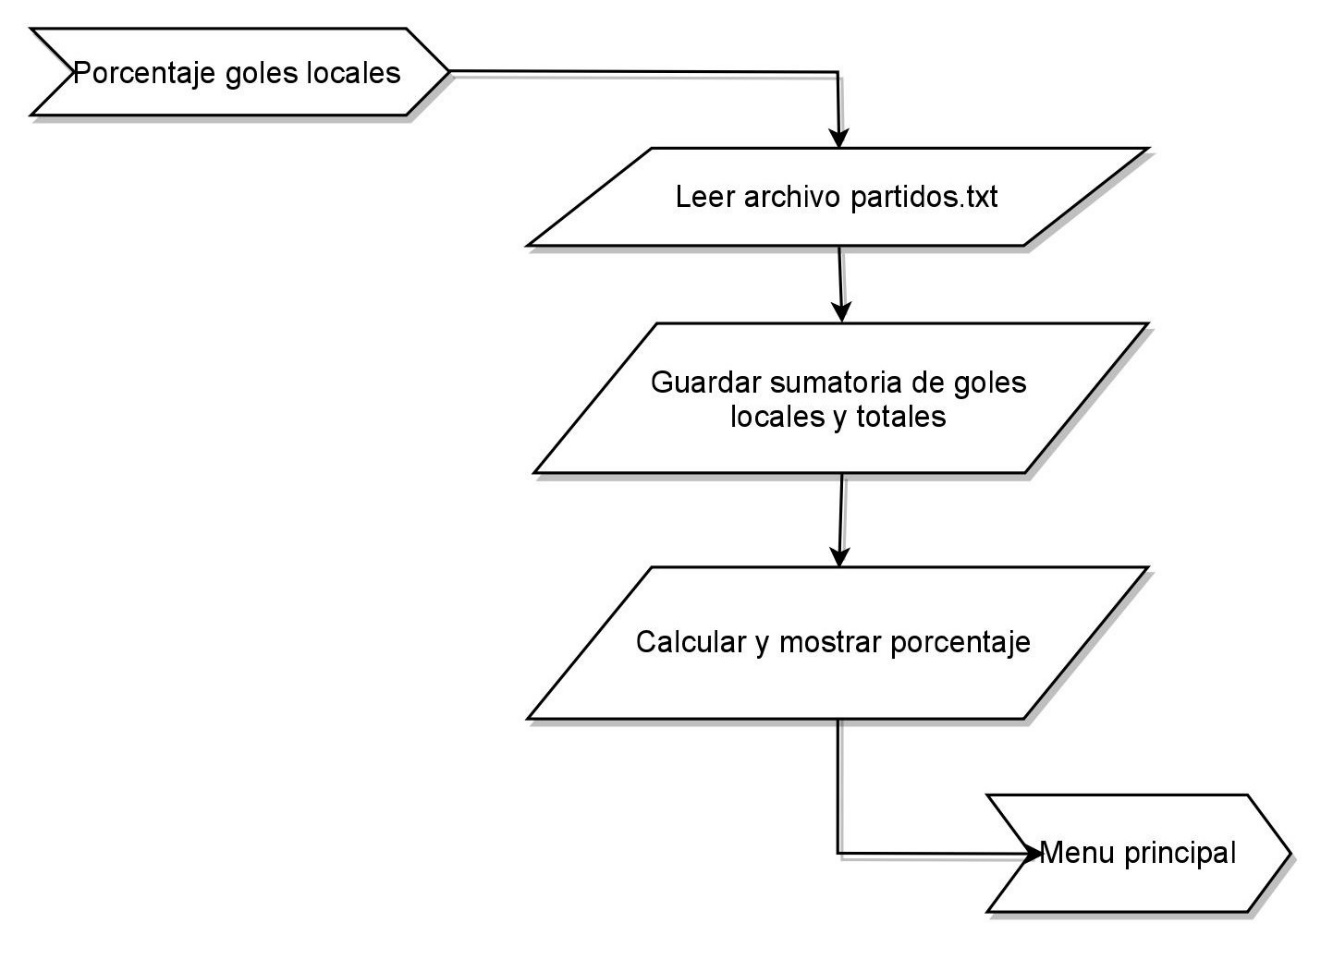 Porcentaje goles locales
Leer archivo partidos.txt
Guardar sumatoria de goles
locales y totales
Calcular y mostrar porcentaje
Menu principal